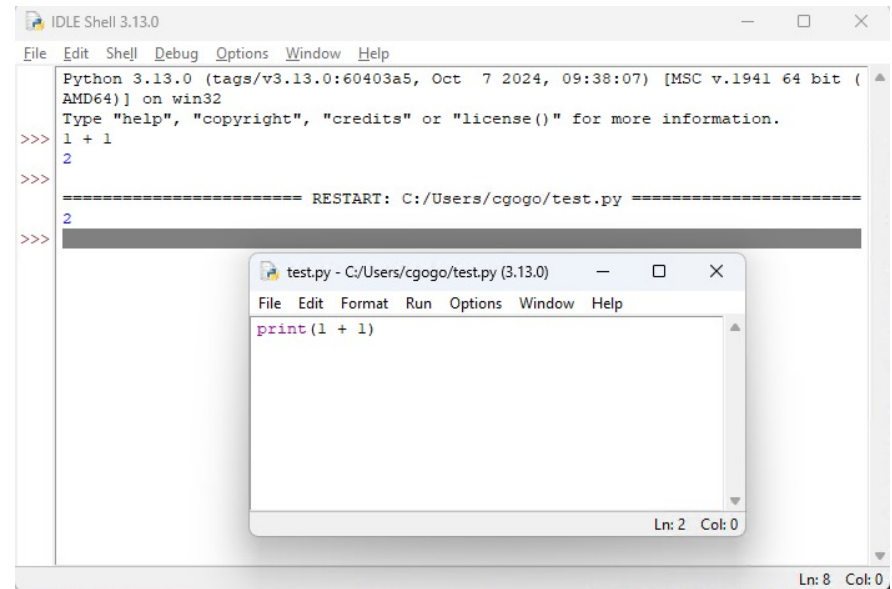 IDLE Shell 3.13.0
File Edit Shell Debug Options Window Help
Python 3.13.0 (tags/v3.13.0:60403a5, Oct  7 2024, 09:38:07) [MSC v.1941 64 bit (
AMD64)] on win32
Type "help", "copyright", "credits" or "license()" for more information.
>>> 1 + 1
2
>>>
======================== RESTART: C:/Users/cgogo/test.py =======================
2
>>>
test.py - C:/Users/cgogo/test.py (3.13.0)
File Edit Format Run Options Window Help
print(1 + 1)
Ln: 2 Col: 0
Ln: 8 Col: 0